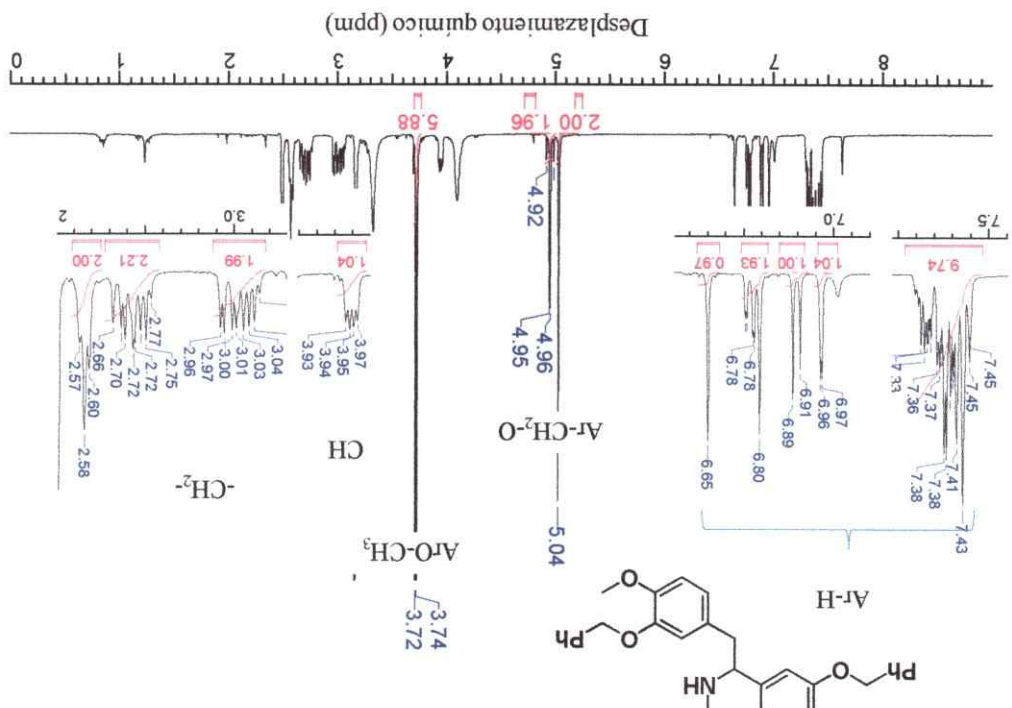 Desplazamiento químico (ppm)
0 1 2 3 4 5 6 7 8
5.88 1.96 2.00
2 3.0
7.0 7.5
2.00 2.21 1.99
1.04
0.97 1.93 1.00 1.04
9.74
2.57
2.58
2.60
2.66
2.70
2.72
2.72
2.75
2.77
2.96
2.97
3.00
3.01
3.03
3.04
3.93
3.94
3.95
3.97
4.92
4.95
4.96
5.04
6.65
6.78
6.78
6.80
6.89
6.91
6.96
6.97
7.33
7.36
7.37
7.38
7.38
7.41
7.43
7.45
7.45
-CH2-
CH
Ar-CH2-O
ArO-CH3
3.72
3.74
Ar-H
O
O
Ph
HN
O
Ph